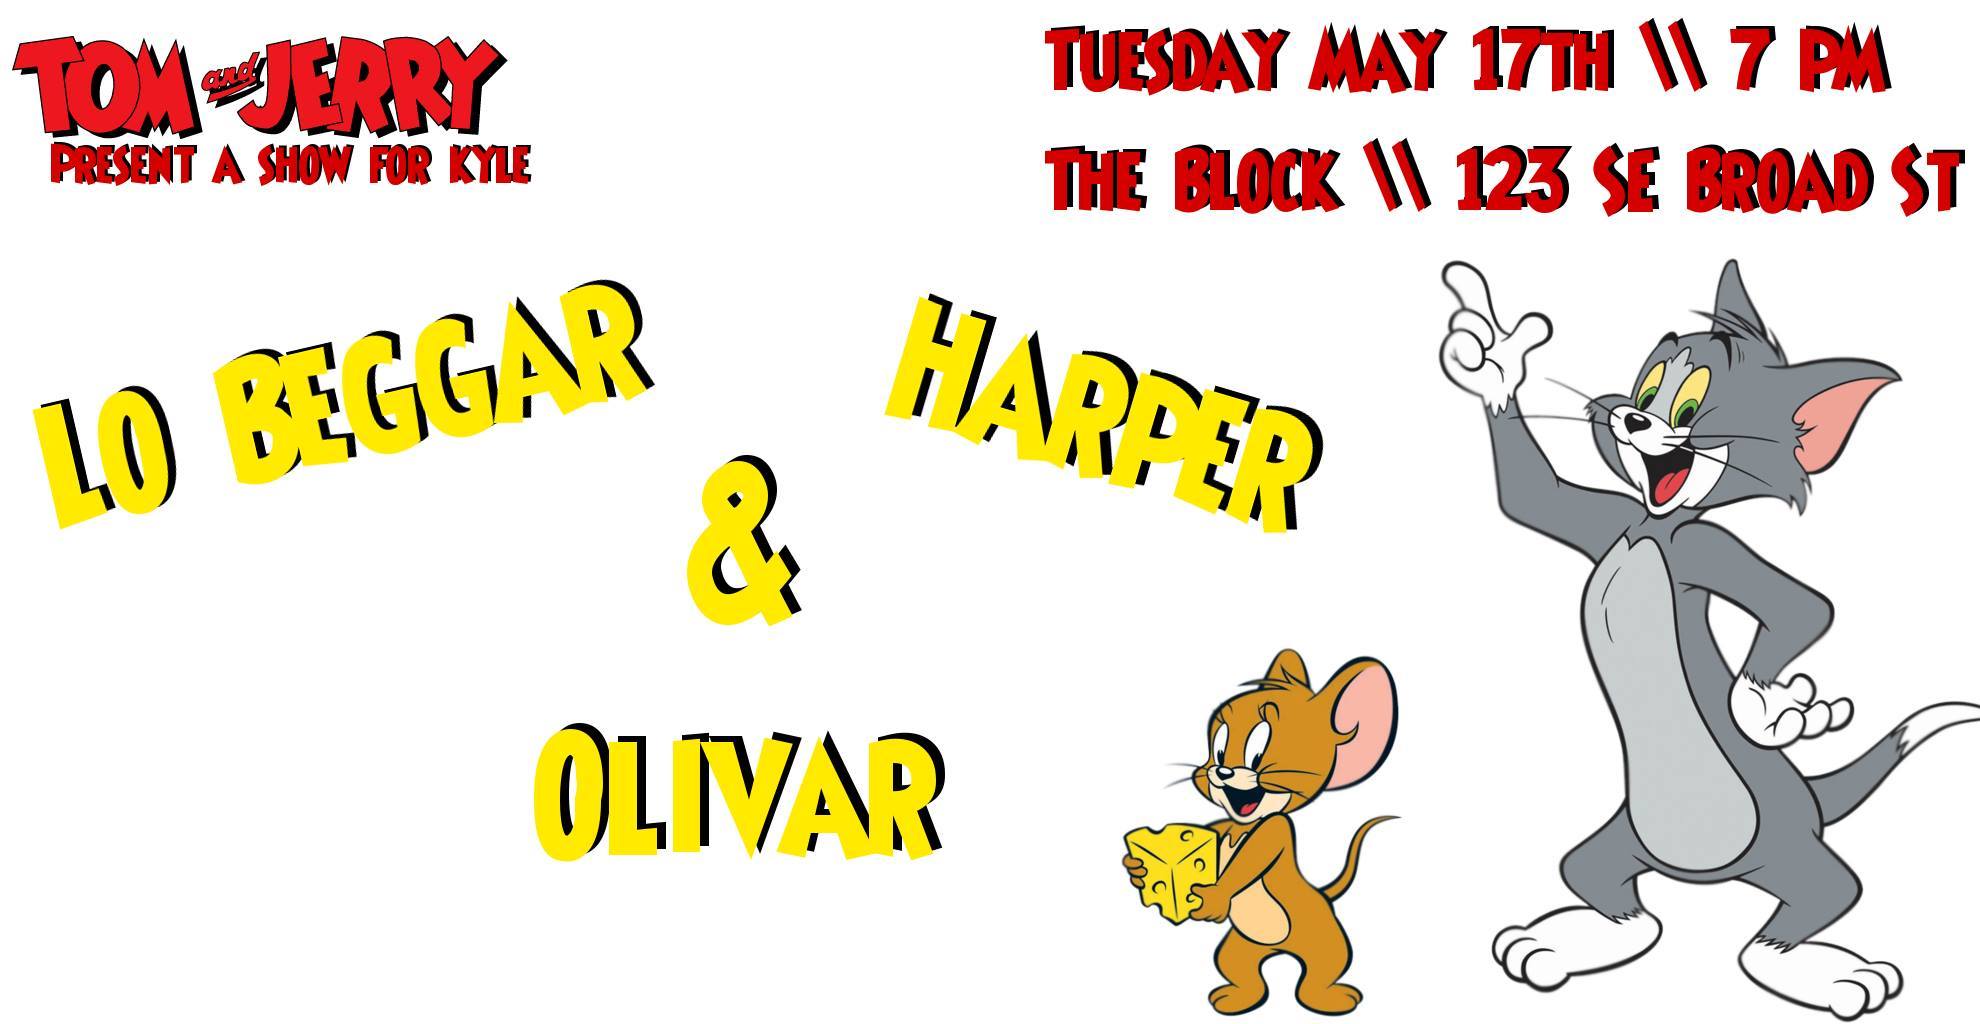 TOM and JERRY
PRESENT A SHOW FOR KYLE
TUESDAY MAY 17TH \\ 7 PM
THE BLOCK \\ 123 SE BROAD ST
LO BEGGAR
HARPER
&
OLIVAR